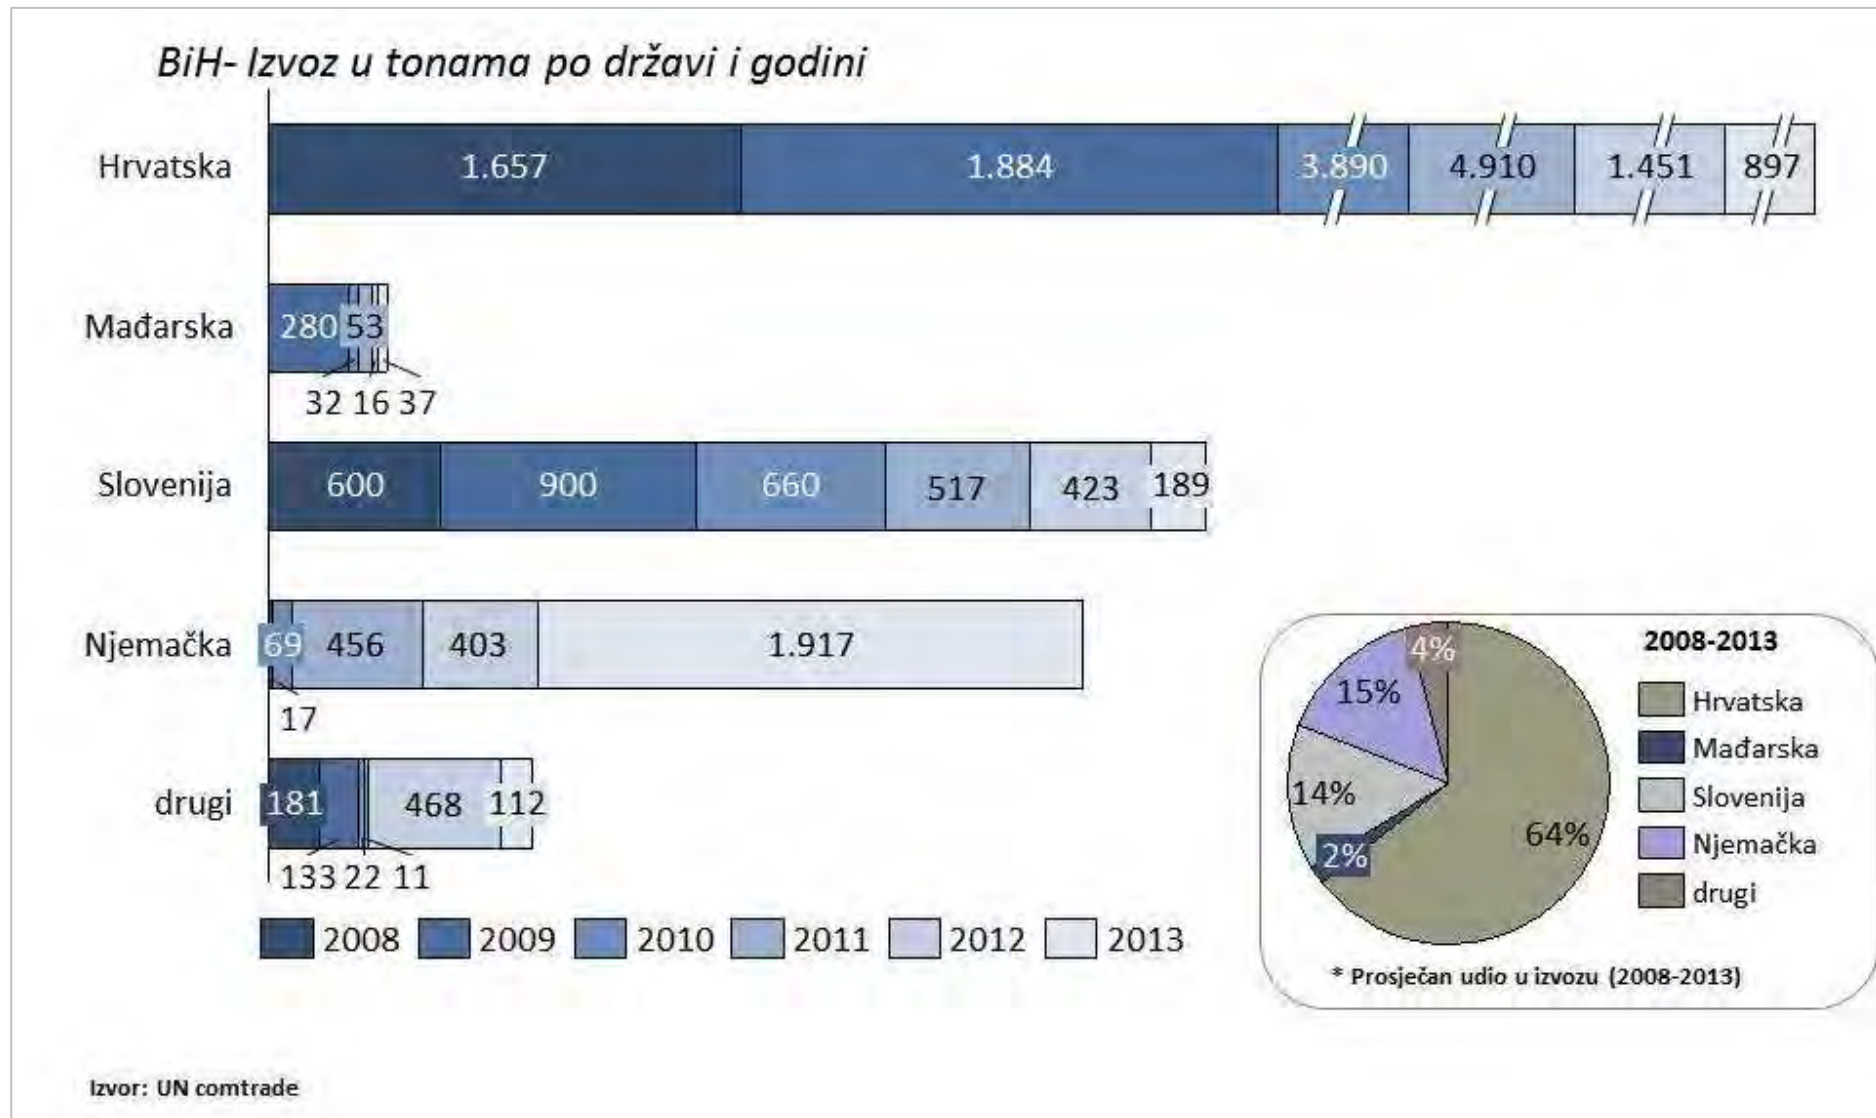 BiH- Izvoz u tonama po državi i godini
Hrvatska 1.657 1.884 3.890 4.910 1.451 897
Mađarska 280 53
32 16 37
Slovenija 600 900 660 517 423 189
Njemačka 69 456 403 1.917
17
drugi 181 468 112
133 22 11
2008 2009 2010 2011 2012 2013
2008-2013
4%
15%
14%
2%
64%
Hrvatska
Mađarska
Slovenija
Njemačka
drugi
* Prosječan udio u izvozu (2008-2013)
Izvor: UN comtrade